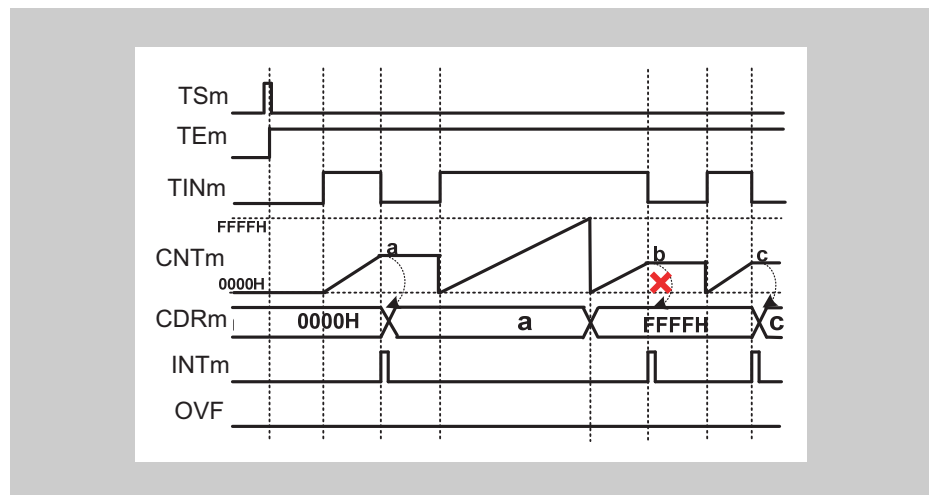 TSm
TEm
TINm
FFFFH
CNTm
a
b
c
0000H
CDRm
0000H
a
FFFFH
c
INTm
OVF